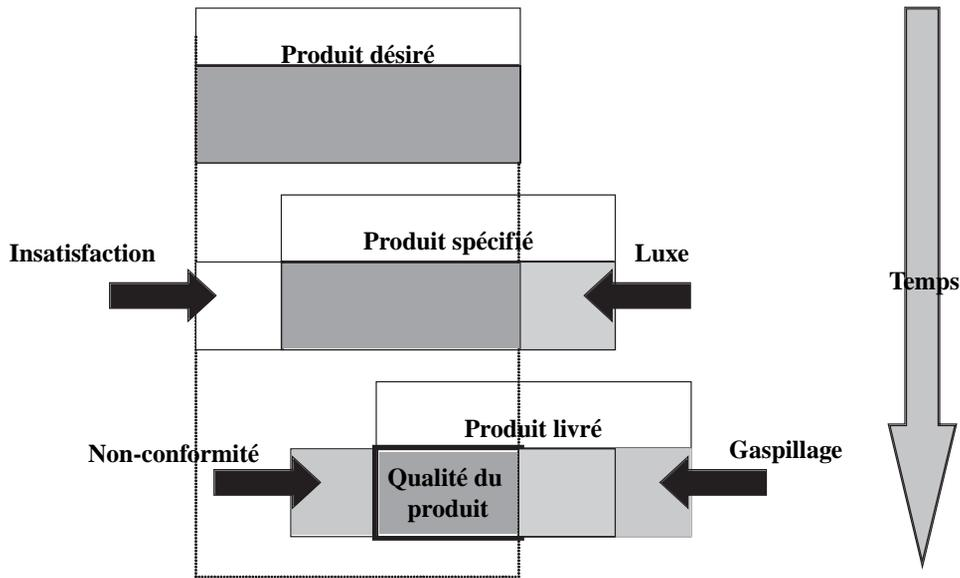 Produit désiré
Produit spécifié
Insatisfaction
Luxe
Temps
Produit livré
Non-conformité
Gaspillage
Qualité du
produit